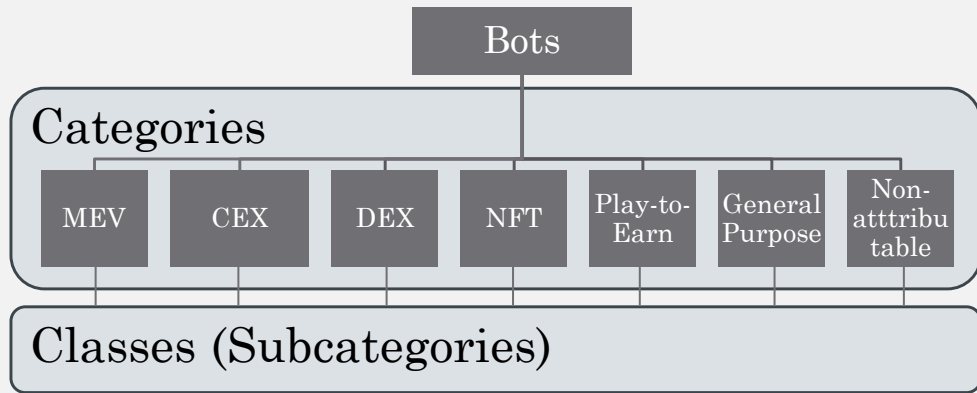 Bots
Categories
MEV
CEX
DEX
NFT
Play-to-
Earn
General
Purpose
Non-
atttribu
table
Classes (Subcategories)